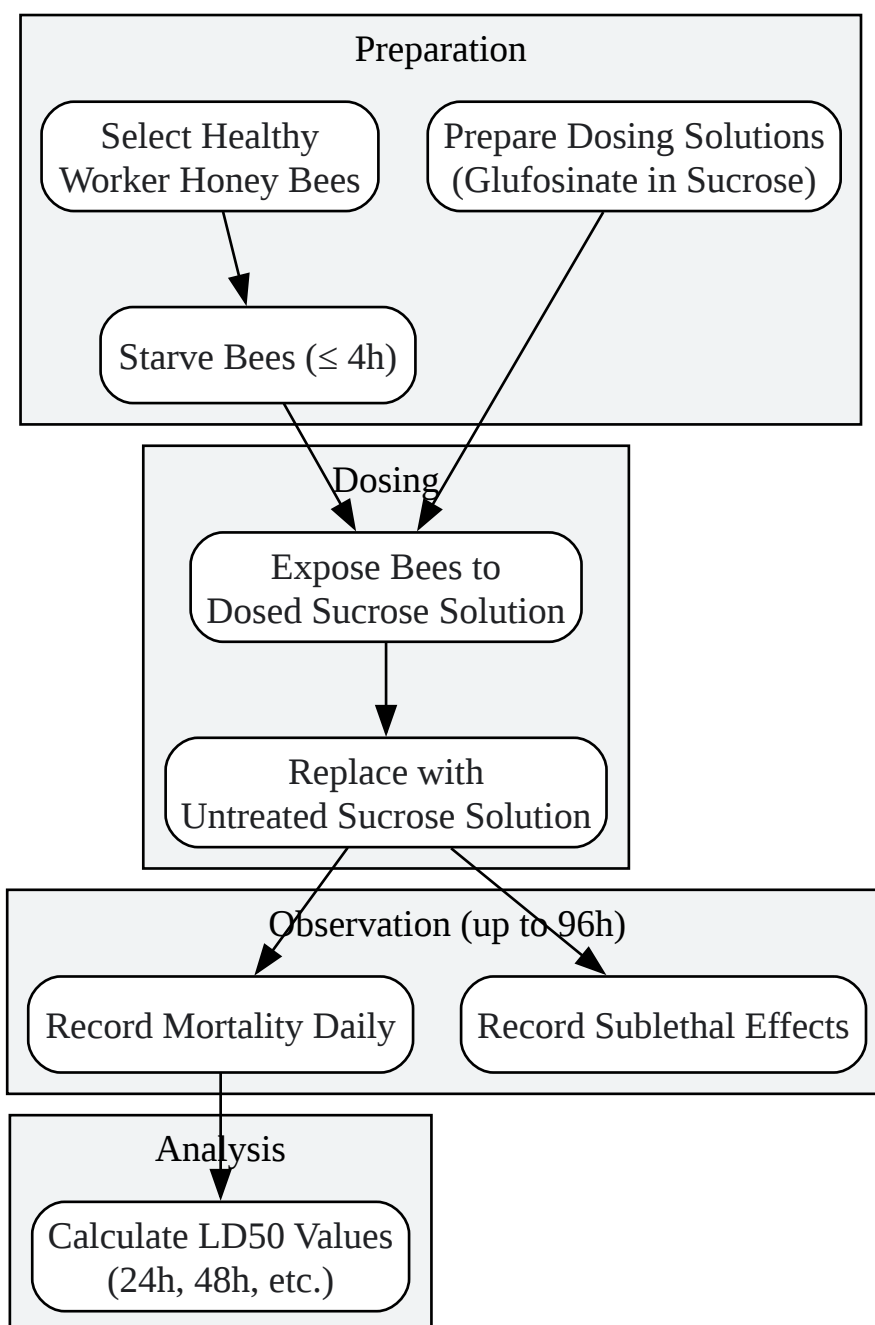 Preparation
Select Healthy
Worker Honey Bees
Prepare Dosing Solutions
(Glufosinate in Sucrose)
Starve Bees (≤ 4h)
Dosing
Expose Bees to
Dosed Sucrose Solution
Replace with
Untreated Sucrose Solution
Observation (up to 96h)
Record Mortality Daily
Record Sublethal Effects
Analysis
Calculate LD50 Values
(24h, 48h, etc.)